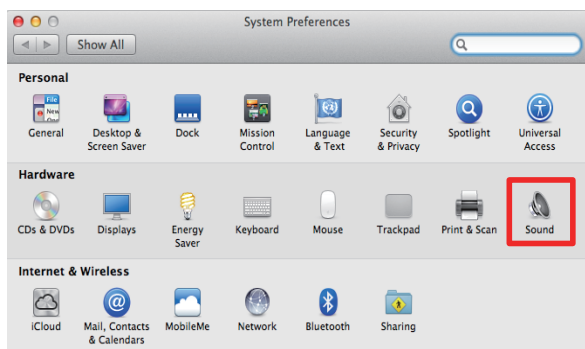 System Preferences
Show All
Personal
File
New
General
Desktop &
Screen Saver
Dock
Mission
Control
Language
& Text
Security
& Privacy
Spotlight
Universal
Access
Hardware
CDs & DVDs
Displays
Energy
Saver
Keyboard
Mouse
Trackpad
Print & Scan
Sound
Internet & Wireless
iCloud
@
Mail, Contacts
& Calendars
MobileMe
Network
Bluetooth
Sharing